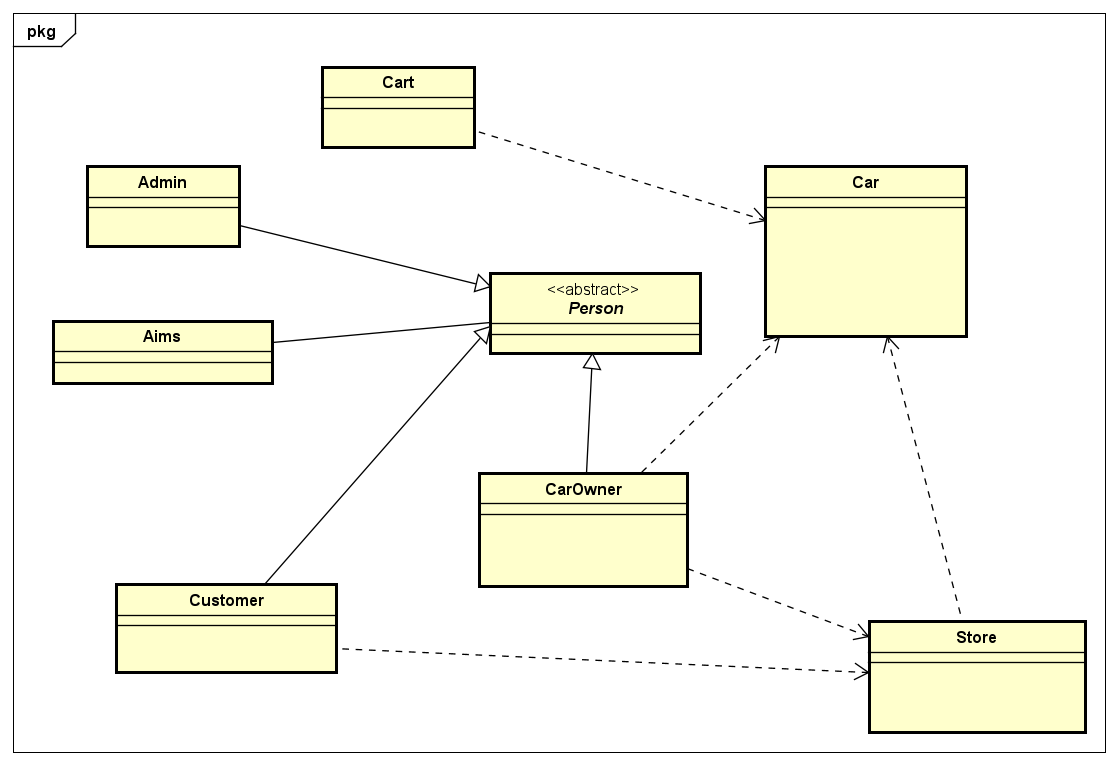 pkg
Cart
Admin
Car
<<abstract>>
Person
Aims
CarOwner
Customer
Store